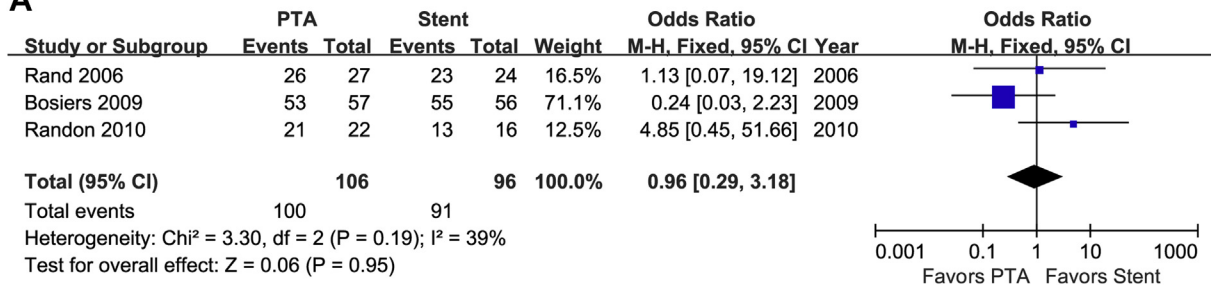 A
PTA Stent Odds Ratio Odds Ratio
Study or Subgroup Events Total Events Total Weight M-H, Fixed, 95% CI Year M-H, Fixed, 95% CI
Rand 2006 26 27 23 24 16.5% 1.13 [0.07, 19.12] 2006
Bosiers 2009 53 57 55 56 71.1% 0.24 [0.03, 2.23] 2009
Randon 2010 21 22 13 16 12.5% 4.85 [0.45, 51.66] 2010
Total (95% CI) 106 96 100.0% 0.96 [0.29, 3.18]
Total events 100 91
Heterogeneity: Chi² = 3.30, df = 2 (P = 0.19); I² = 39%
Test for overall effect: Z = 0.06 (P = 0.95)
0.001 0.1 1 10 1000
Favors PTA Favors Stent